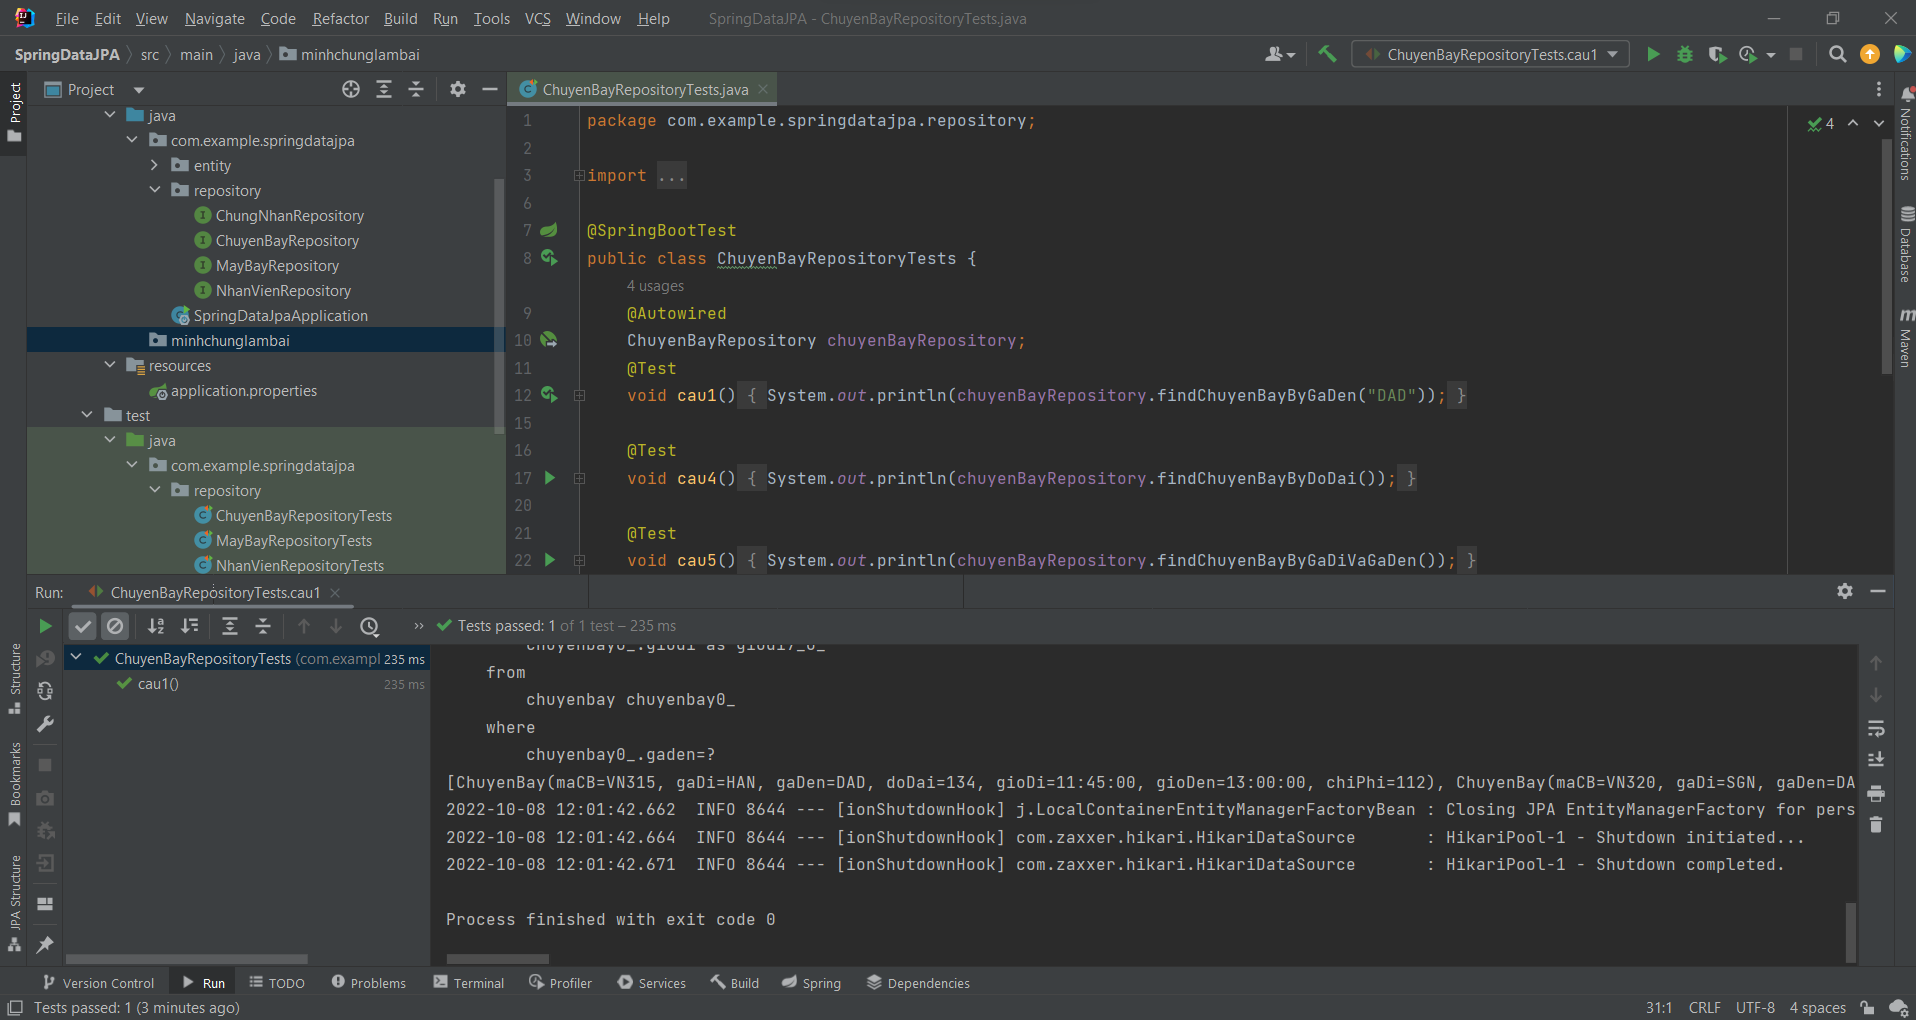 File Edit View Navigate Code Refactor Build Run Tools VCS Window Help SpringDataJPA - ChuyenBayRepositoryTests.java
SpringDataJPA src main java minhchunglambai ChuyenBayRepositoryTests.cau1
Project
Project
java
com.example.springdatajpa
entity
repository
ChungNhanRepository
ChuyenBayRepository
MayBayRepository
NhanVienRepository
SpringDataJpaApplication
minhchunglambai
resources
application.properties
test
java
com.example.springdatajpa
repository
ChuyenBayRepositoryTests
MayBayRepositoryTests
NhanVienRepositoryTests
ChuyenBayRepositoryTests.java
4
1 package com.example.springdatajpa.repository;
2
3 import ...
6
7 @SpringBootTest
8 public class ChuyenBayRepositoryTests {
4 usages
9 @Autowired
10 ChuyenBayRepository chuyenBayRepository;
11 @Test
12 void cau1() { System.out.println(chuyenBayRepository.findChuyenBayByGaDen("DAD")); }
15
16 @Test
17 void cau4() { System.out.println(chuyenBayRepository.findChuyenBayByDoDai()); }
20
21 @Test
22 void cau5() { System.out.println(chuyenBayRepository.findChuyenBayByGaDiVaGaDen()); }
Notifications
Database
Maven
Run: ChuyenBayRepositoryTests.cau1
Tests passed: 1 of 1 test – 235 ms
ChuyenBayRepositoryTests (com.exampl 235 ms
cau1() 235 ms
chuyenbay0_.giodi as giodi7_0_
from
chuyenbay chuyenbay0_
where
chuyenbay0_.gaden=?
[ChuyenBay(maCB=VN315, gaDi=HAN, gaDen=DAD, doDai=134, gioDi=11:45:00, gioDen=13:00:00, chiPhi=112), ChuyenBay(maCB=VN320, gaDi=SGN, gaDen=DA
2022-10-08 12:01:42.662 INFO 8644 --- [ionShutdownHook] j.LocalContainerEntityManagerFactoryBean : Closing JPA EntityManagerFactory for pers
2022-10-08 12:01:42.664 INFO 8644 --- [ionShutdownHook] com.zaxxer.hikari.HikariDataSource : HikariPool-1 - Shutdown initiated...
2022-10-08 12:01:42.671 INFO 8644 --- [ionShutdownHook] com.zaxxer.hikari.HikariDataSource : HikariPool-1 - Shutdown completed.
Process finished with exit code 0
Structure
Bookmarks
JPA Structure
Version Control Run TODO Problems Terminal Profiler Services Build Spring Dependencies
Tests passed: 1 (3 minutes ago) 31:1 CRLF UTF-8 4 spaces